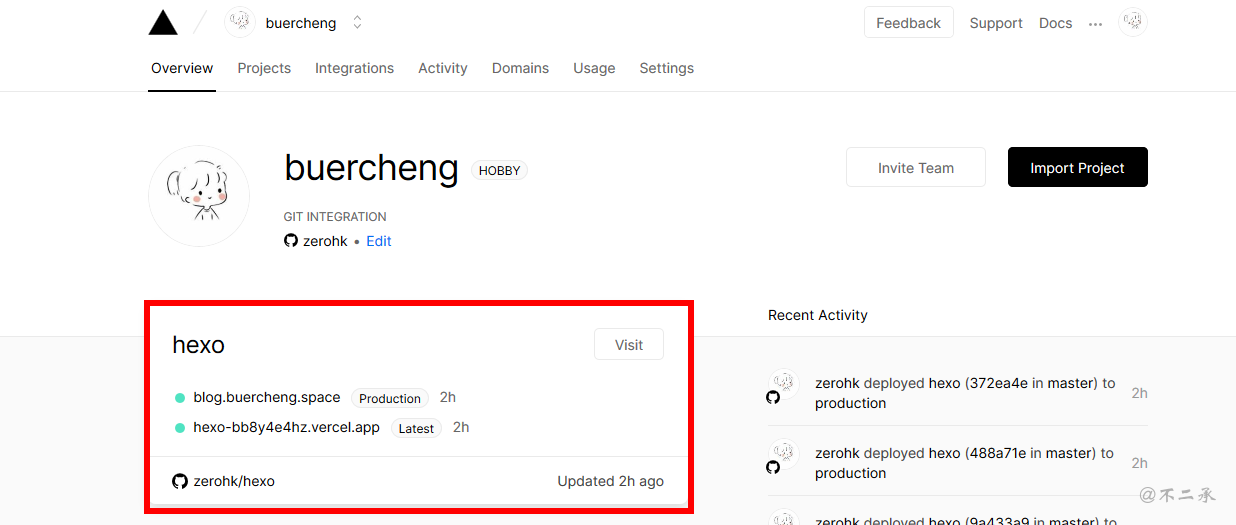 buercheng
Feedback Support Docs ...
Overview Projects Integrations Activity Domains Usage Settings
buercheng HOBBY
Invite Team
Import Project
GIT INTEGRATION
zerohk • Edit
hexo
Visit
blog.buercheng.space Production 2h
hexo-bb8y4e4hz.vercel.app Latest 2h
zerohk/hexo
Updated 2h ago
Recent Activity
zerohk deployed hexo (372ea4e in master) to
production
2h
zerohk deployed hexo (488a71e in master) to
production
2h
zerohk deployed hexo (9a433a9 in master) to
@不二承